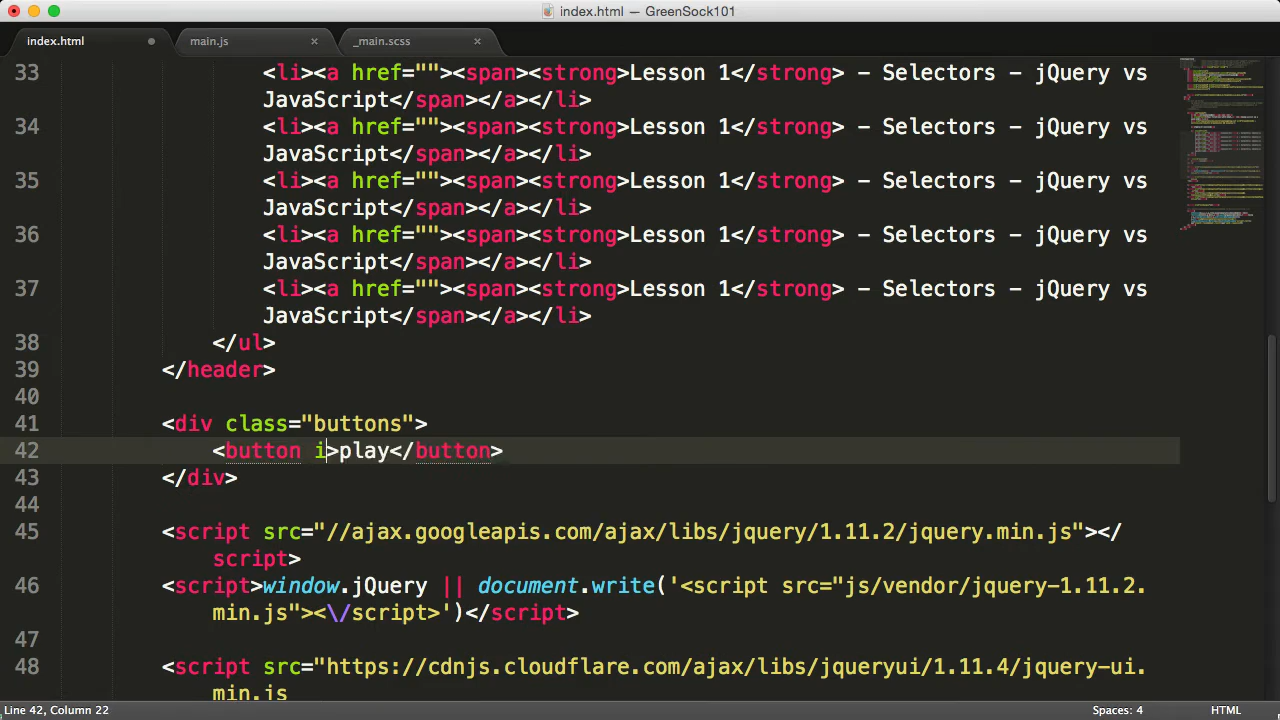 index.html — GreenSock101
index.html main.js × _main.scss ×
33 <li><a href=""><span><strong>Lesson 1</strong> – Selectors – jQuery vs
JavaScript</span></a></li>
34 <li><a href=""><span><strong>Lesson 1</strong> – Selectors – jQuery vs
JavaScript</span></a></li>
35 <li><a href=""><span><strong>Lesson 1</strong> – Selectors – jQuery vs
JavaScript</span></a></li>
36 <li><a href=""><span><strong>Lesson 1</strong> – Selectors – jQuery vs
JavaScript</span></a></li>
37 <li><a href=""><span><strong>Lesson 1</strong> – Selectors – jQuery vs
JavaScript</span></a></li>
38 </ul>
39 </header>
40
41 <div class="buttons">
42 <button i>play</button>
43 </div>
44
45 <script src="//ajax.googleapis.com/ajax/libs/jquery/1.11.2/jquery.min.js"></
script>
46 <script>window.jQuery || document.write('<script src="js/vendor/jquery-1.11.2.
min.js"><\/script>')</script>
47
48 <script src="https://cdnjs.cloudflare.com/ajax/libs/jqueryui/1.11.4/jquery-ui.
min.js
Line 42, Column 22 Spaces: 4 HTML